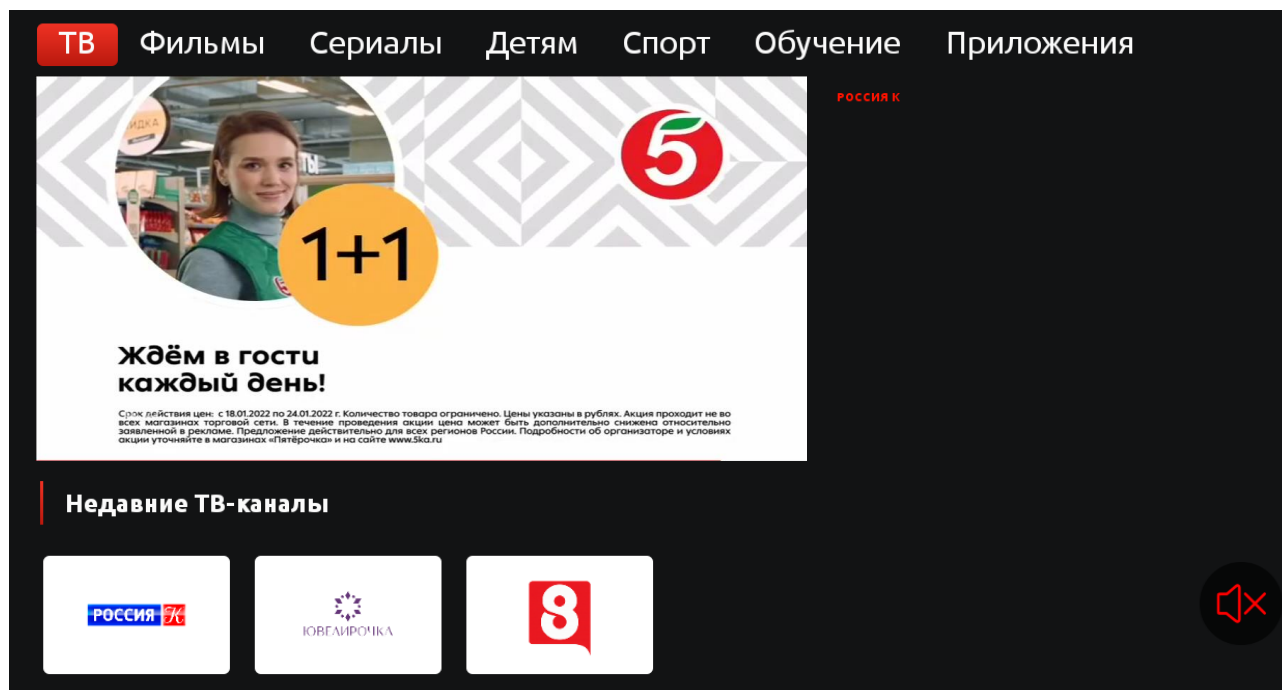 ТВ Фильмы Сериалы Детям Спорт Обучение Приложения
РОССИЯ К
5
1+1
Ждём в гости
каждый день!
Срок действия цен: с 18.01.2022 по 24.01.2022 г. Количество товара ограничено. Цены указаны в рублях. Акция проходит не во
всех магазинах торговой сети. В течение проведения акции цена может быть дополнительно снижена относительно
заявленной в рекламе. Предложение действительно для всех регионов России. Подробности об организаторе и условиях
акции уточняйте в магазинах «Пятёрочка» и на сайте www.5ka.ru
Недавние ТВ-каналы
РОССИЯ К
ЮВЕЛИРОЧКА
8